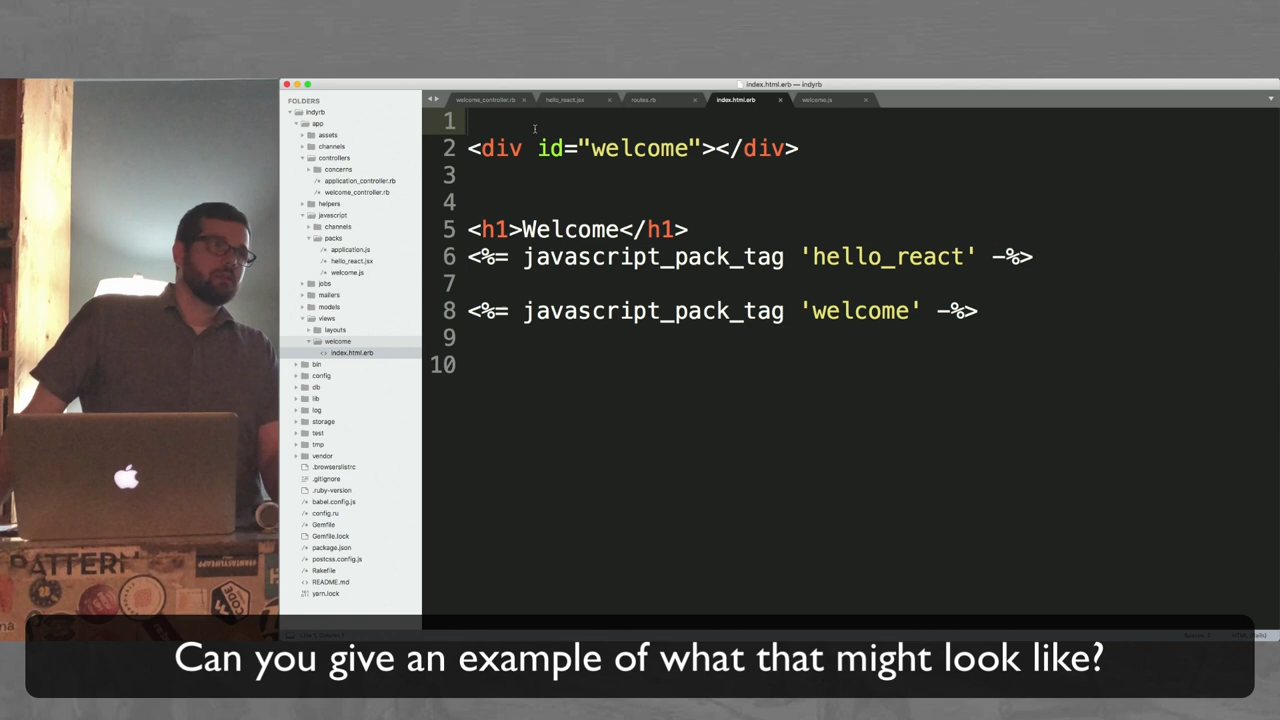 index.html.erb — indyrb
FOLDERS
indyrb
app
assets
channels
controllers
concerns
application_controller.rb
welcome_controller.rb
helpers
javascript
channels
packs
application.js
hello_react.jsx
welcome.js
jobs
mailers
models
views
layouts
welcome
index.html.erb
bin
config
db
lib
log
storage
test
tmp
vendor
.browserslistrc
.gitignore
.ruby-version
babel.config.js
config.ru
Gemfile
Gemfile.lock
package.json
postcss.config.js
Rakefile
README.md
yarn.lock
welcome_controller.rb hello_react.jsx routes.rb index.html.erb welcome.js
1
2 <div id="welcome"></div>
3
4
5 <h1>Welcome</h1>
6 <%= javascript_pack_tag 'hello_react' -%>
7
8 <%= javascript_pack_tag 'welcome' -%>
9
10
PATTERN
CODE
Can you give an example of what that might look like?